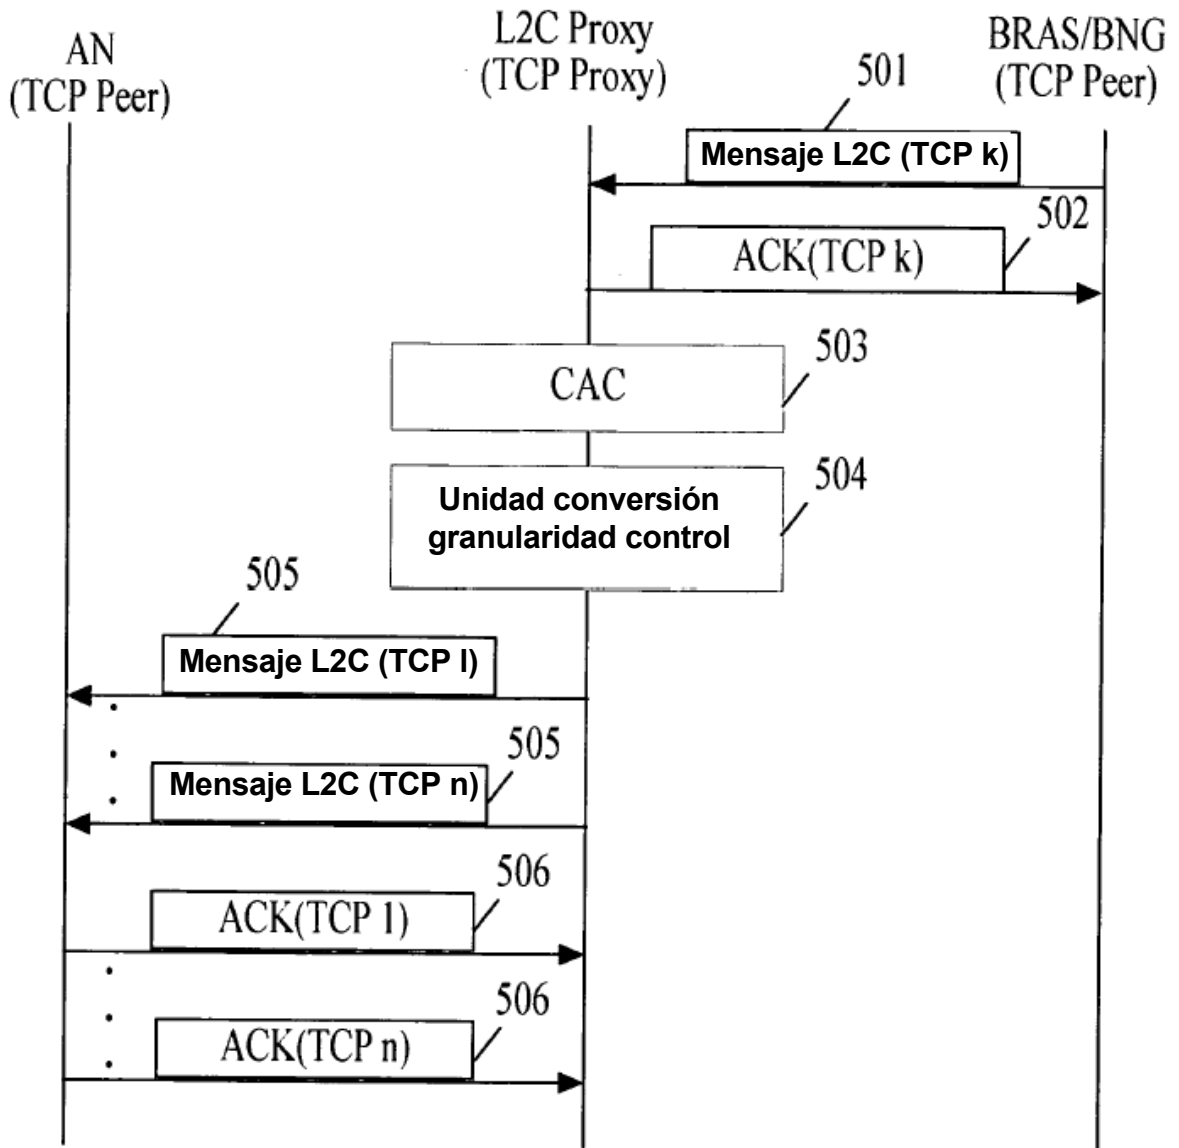 AN
(TCP Peer)
L2C Proxy
(TCP Proxy)
BRAS/BNG
(TCP Peer)
501
Mensaje L2C (TCP k)
502
ACK(TCP k)
503
CAC
504
Unidad conversión
granularidad control
505
Mensaje L2C (TCP l)
505
Mensaje L2C (TCP n)
506
ACK(TCP 1)
506
ACK(TCP n)